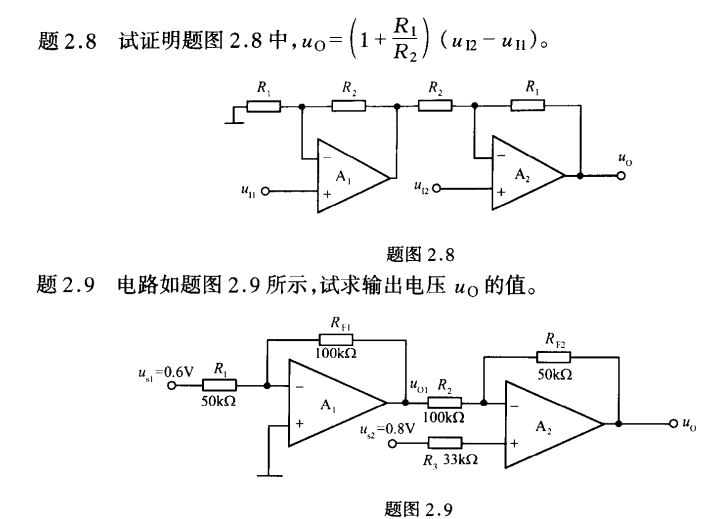 题2.8 试证明题图2.8中,u_O=(1+R_1/R_2)(u_I2-u_I1)。
R_1 R_2 R_2 R_1
- A_1 +
- A_2 +
u_I1
u_I2
u_O
题图2.8
题2.9 电路如题图2.9所示,试求输出电压 u_O 的值。
R_F1
100kΩ
R_F2
50kΩ
u_s1=0.6V R_1
50kΩ
- A_1 +
u_O1 R_2
100kΩ
u_s2=0.8V
R_3 33kΩ
- A_2 +
u_O
题图2.9